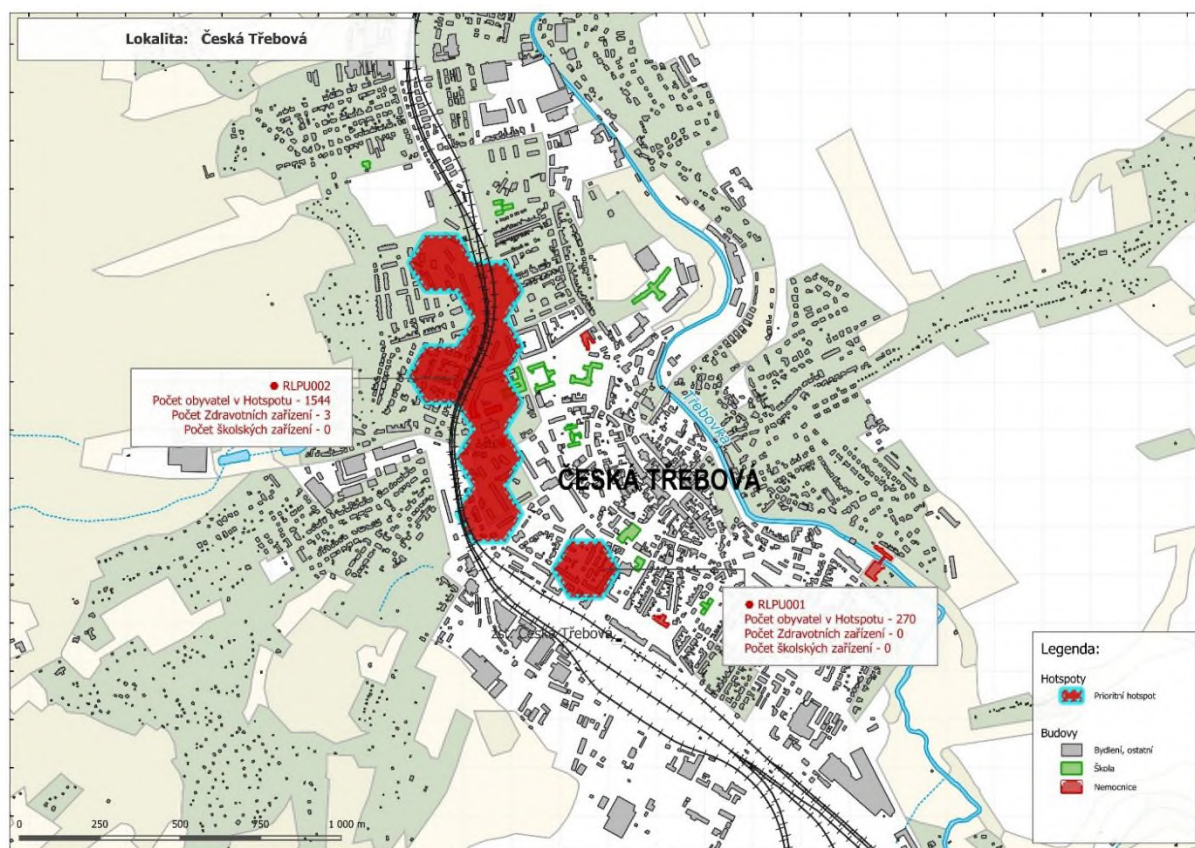 Lokalita: Česká Třebová
RLPU002
Počet obyvatel v Hotspotu - 1544
Počet Zdravotních zařízení - 3
Počet školských zařízení - 0
Třebovka
ČESKÁ TŘEBOVÁ
RLPU001
Počet obyvatel v Hotspotu - 270
Počet Zdravotních zařízení - 0
Počet školských zařízení - 0
žst. Česká Třebová
Legenda:
Hotspoty
Prioritní hotspot
Budovy
Bydlení, ostatní
Škola
Nemocnice
0 250 500 750 1 000 m